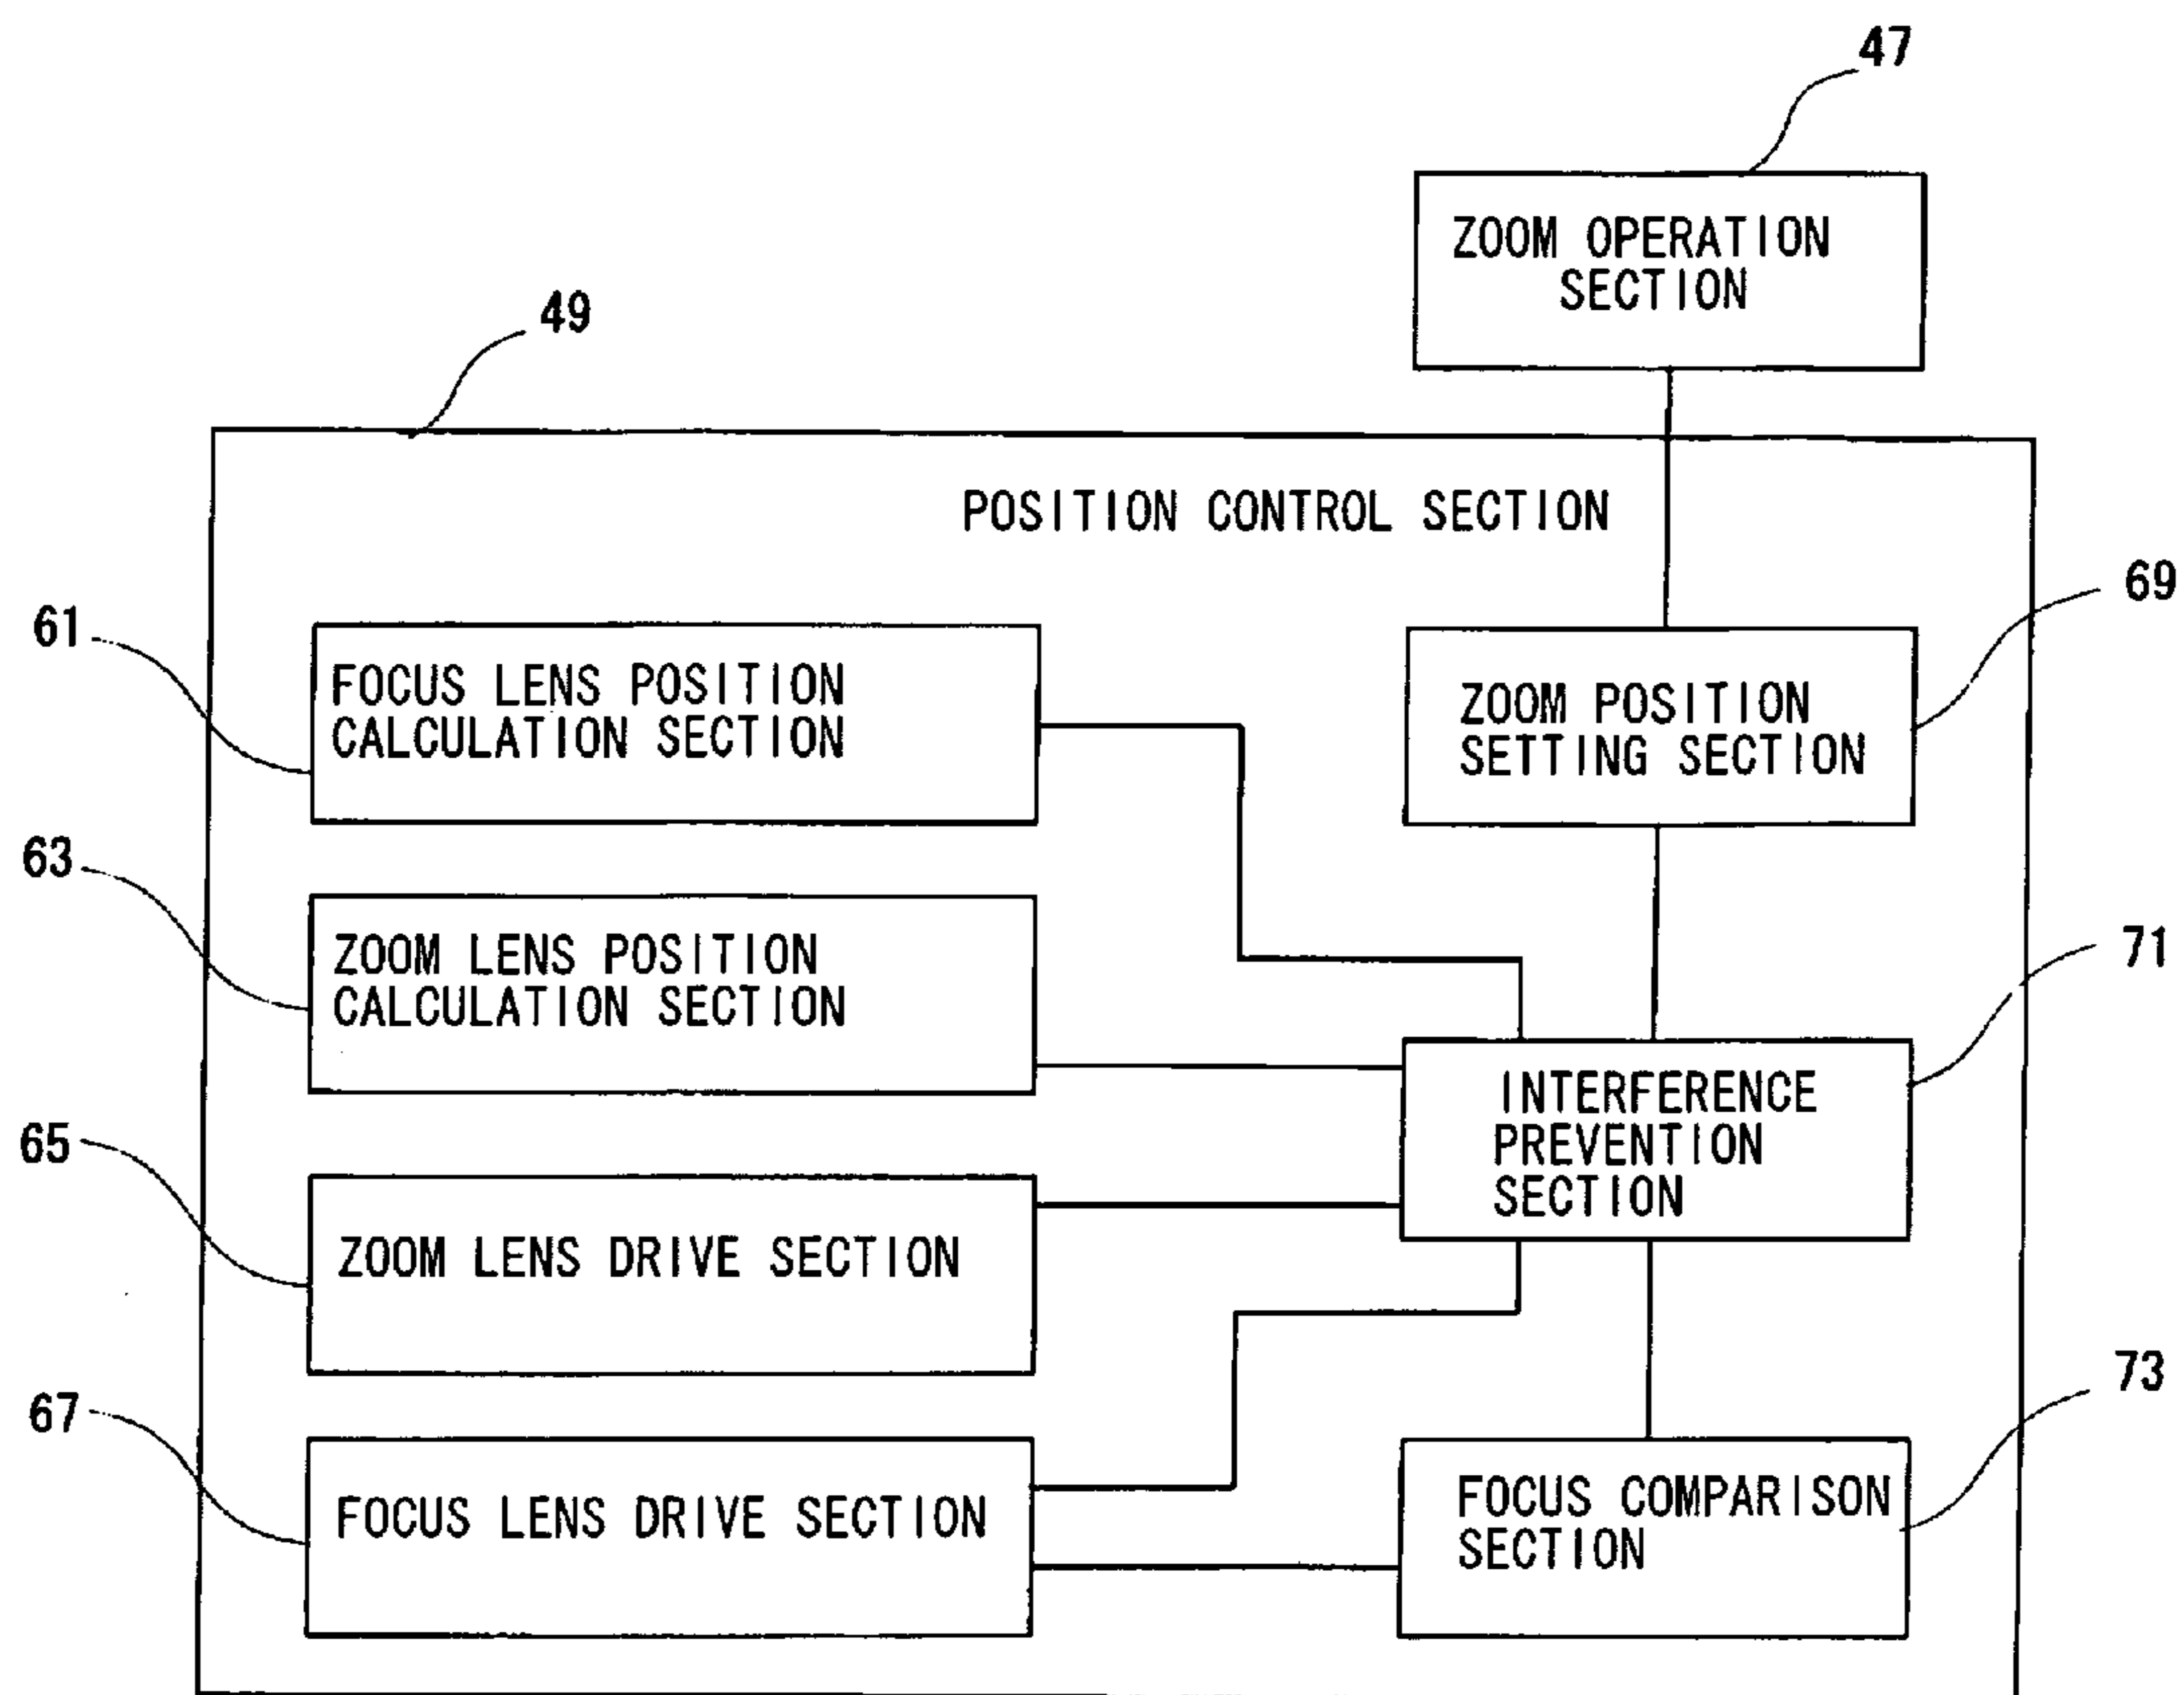 47
ZOOM OPERATION
SECTION
49
POSITION CONTROL SECTION
69
61
FOCUS LENS POSITION
CALCULATION SECTION
ZOOM POSITION
SETTING SECTION
63
ZOOM LENS POSITION
CALCULATION SECTION
71
INTERFERENCE
PREVENTION
SECTION
65
ZOOM LENS DRIVE SECTION
73
67
FOCUS LENS DRIVE SECTION
FOCUS COMPARISON
SECTION